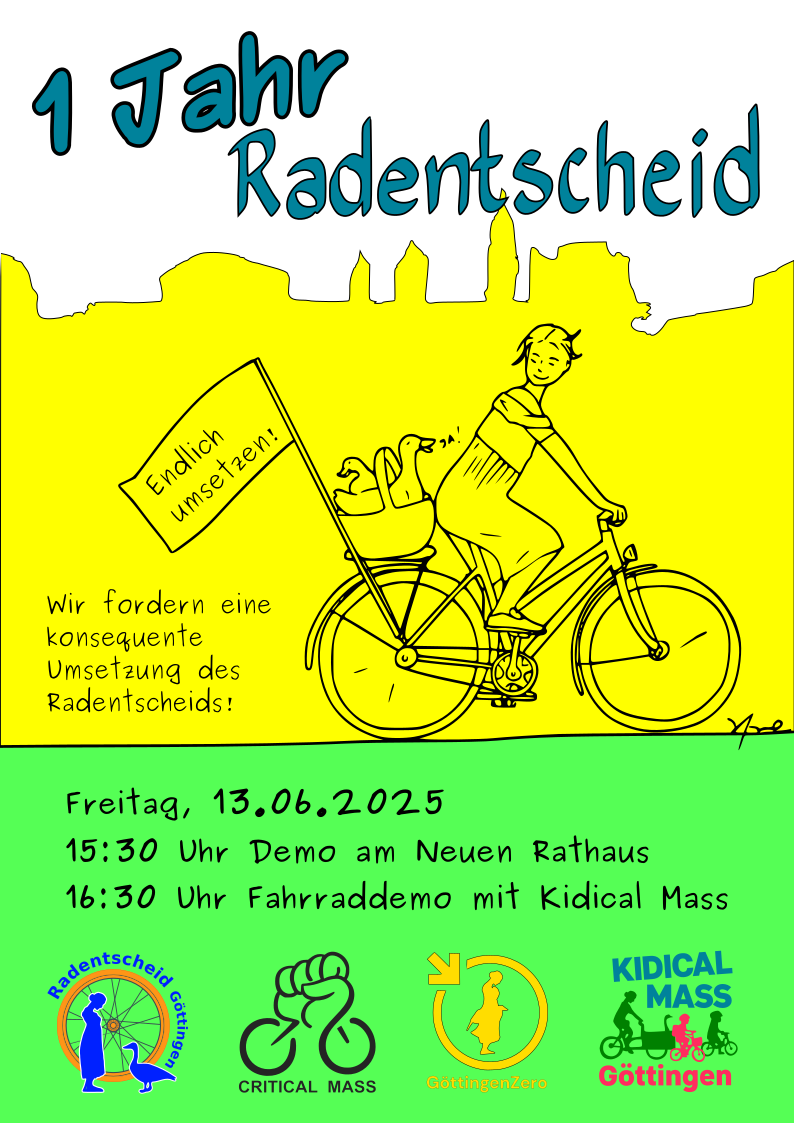 1 Jahr
Radentscheid
Endlich
umsetzen!
JA!
Wir fordern eine
konsequente
Umsetzung des
Radentscheids!
Freitag, 13.06.2025
15:30 Uhr Demo am Neuen Rathaus
16:30 Uhr Fahrraddemo mit Kidical Mass
Radentscheid Göttingen
CRITICAL MASS
GöttingenZero
KIDICAL
MASS
Göttingen